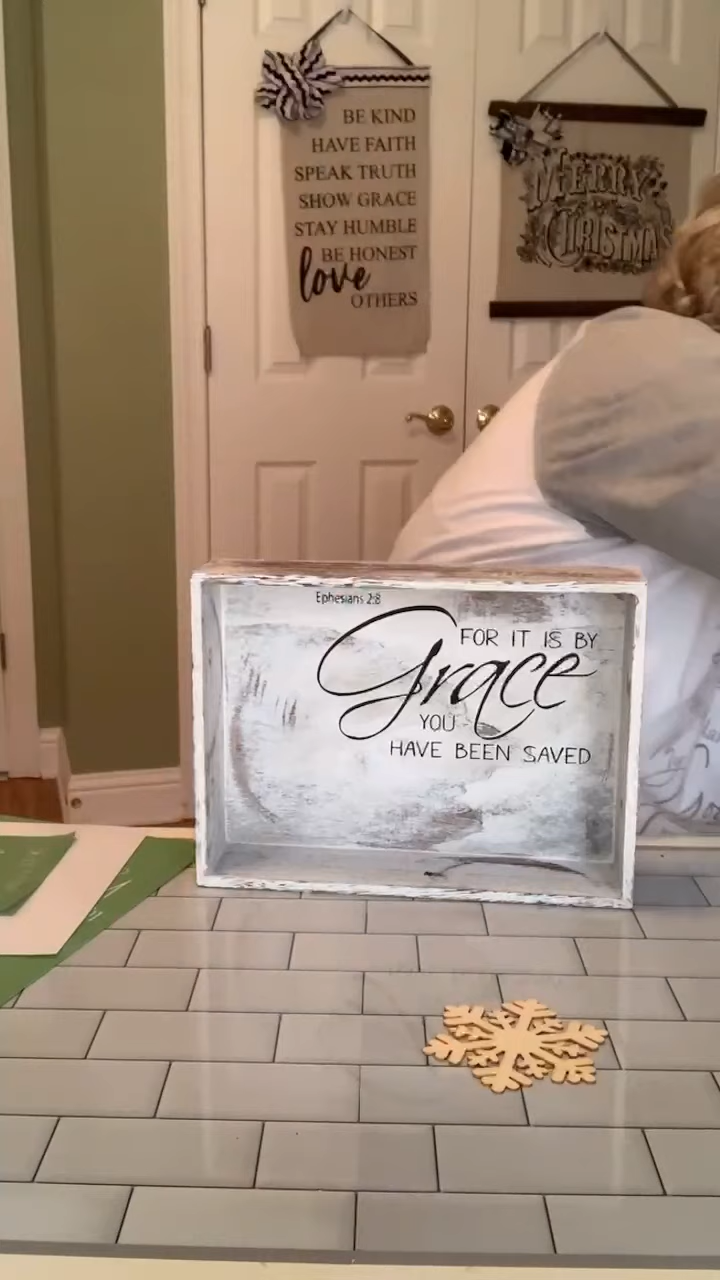 BE KIND
HAVE FAITH
SPEAK TRUTH
SHOW GRACE
STAY HUMBLE
BE HONEST
love
OTHERS
MERRY
CHRISTMAS
Ephesians 2:8
FOR IT IS BY
Grace
YOU
HAVE BEEN SAVED